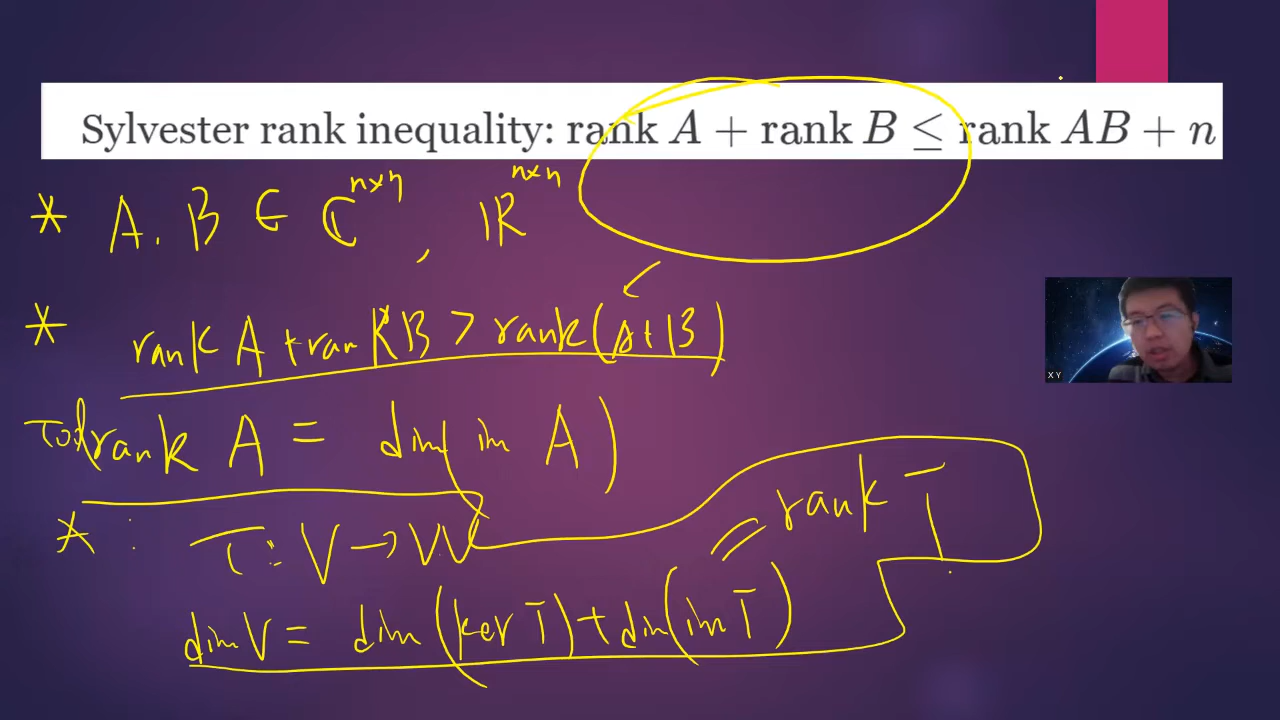 Sylvester rank inequality: rank A + rank B ≤ rank AB + n
* A, B ∈ ℂ^{n×n}, ℝ^{n×n}
* rank A + rank B > rank(A+B)
rank A = dim(im A)
* : T: V → W
= rank T
dim V = dim(ker T) + dim(im T)
X Y